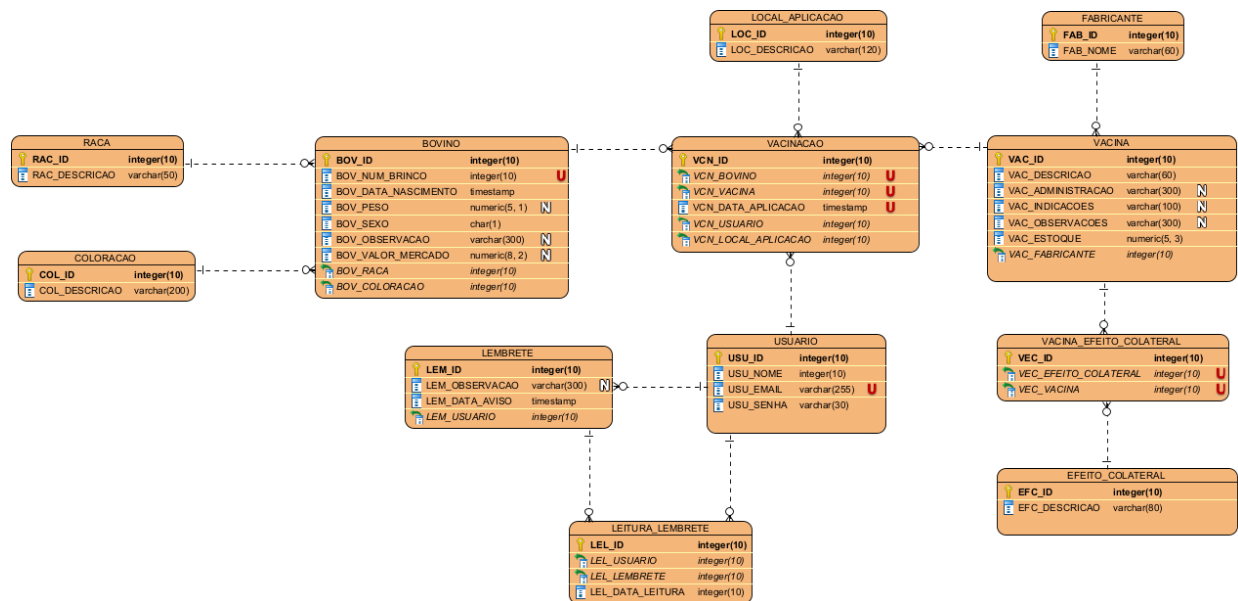 LOCAL_APLICACAO
LOC_ID integer(10)
LOC_DESCRICAO varchar(120)
FABRICANTE
FAB_ID integer(10)
FAB_NOME varchar(60)
RACA
RAC_ID integer(10)
RAC_DESCRICAO varchar(50)
BOVINO
BOV_ID integer(10)
BOV_NUM_BRINCO integer(10) U
BOV_DATA_NASCIMENTO timestamp
BOV_PESO numeric(5, 1) N
BOV_SEXO char(1)
BOV_OBSERVACAO varchar(300) N
BOV_VALOR_MERCADO numeric(8, 2) N
BOV_RACA integer(10)
BOV_COLORACAO integer(10)
VACINACAO
VCN_ID integer(10)
VCN_BOVINO integer(10) U
VCN_VACINA integer(10) U
VCN_DATA_APLICACAO timestamp U
VCN_USUARIO integer(10)
VCN_LOCAL_APLICACAO integer(10)
VACINA
VAC_ID integer(10)
VAC_DESCRICAO varchar(60)
VAC_ADMINISTRACAO varchar(300) N
VAC_INDICACOES varchar(100) N
VAC_OBSERVACOES varchar(300) N
VAC_ESTOQUE numeric(5, 3)
VAC_FABRICANTE integer(10)
COLORACAO
COL_ID integer(10)
COL_DESCRICAO varchar(200)
LEMBRETE
LEM_ID integer(10)
LEM_OBSERVACAO varchar(300) N
LEM_DATA_AVISO timestamp
LEM_USUARIO integer(10)
USUARIO
USU_ID integer(10)
USU_NOME integer(10)
USU_EMAIL varchar(255) U
USU_SENHA varchar(30)
VACINA_EFEITO_COLATERAL
VEC_ID integer(10)
VEC_EFEITO_COLATERAL integer(10) U
VEC_VACINA integer(10) U
EFEITO_COLATERAL
EFC_ID integer(10)
EFC_DESCRICAO varchar(80)
LEITURA_LEMBRETE
LEL_ID integer(10)
LEL_USUARIO integer(10)
LEL_LEMBRETE integer(10)
LEL_DATA_LEITURA integer(10)